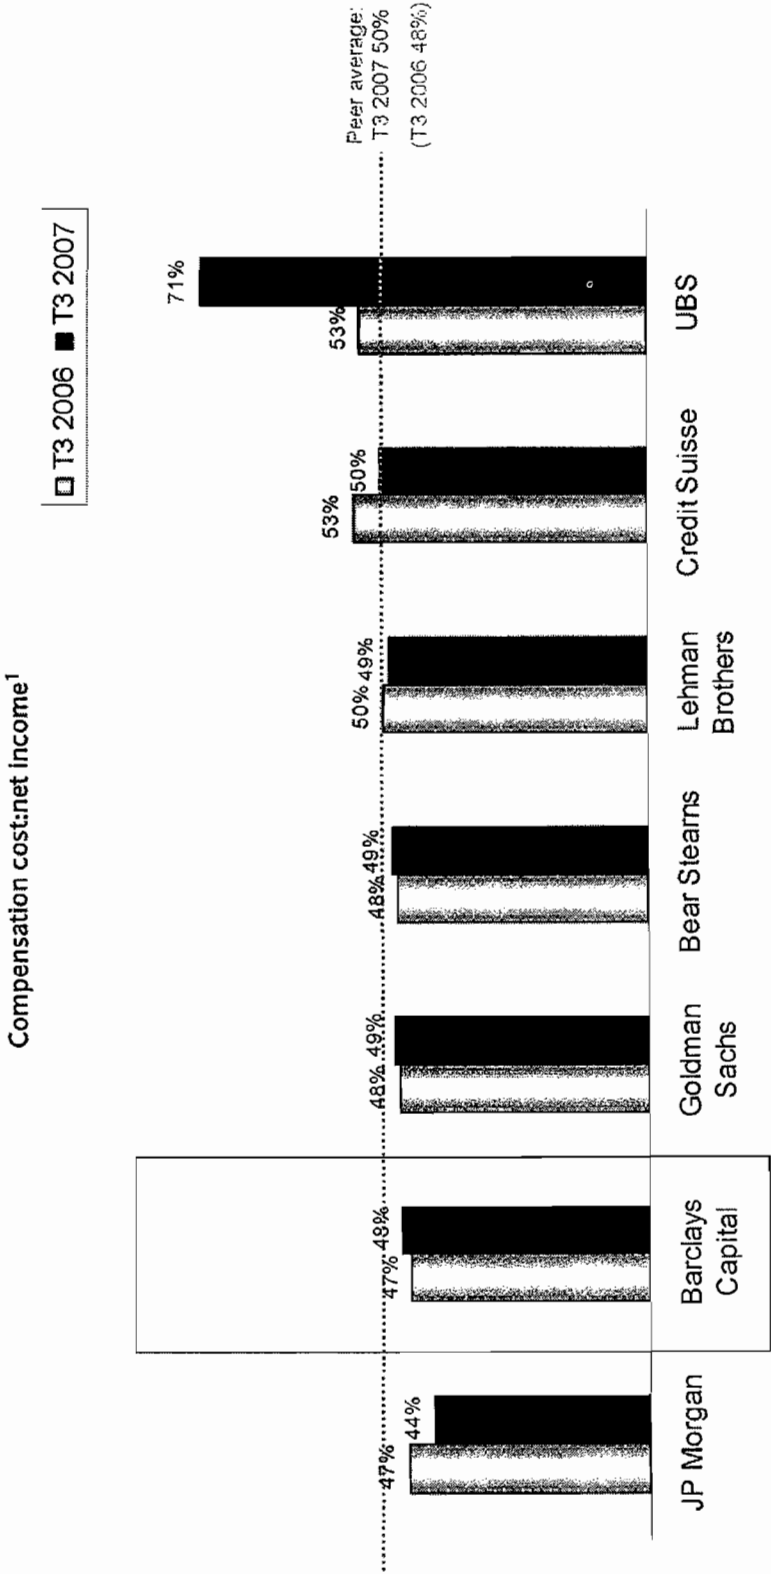 Compensation cost:net income¹
T3 2006 T3 2007
Peer average:
T3 2007 50%
(T3 2006 48%)
47% 44%
47% 48%
48% 49%
48% 49%
50% 49%
53% 50%
53% 71%
JP Morgan
Barclays
Capital
Goldman
Sachs
Bear Stearns
Lehman
Brothers
Credit Suisse
UBS